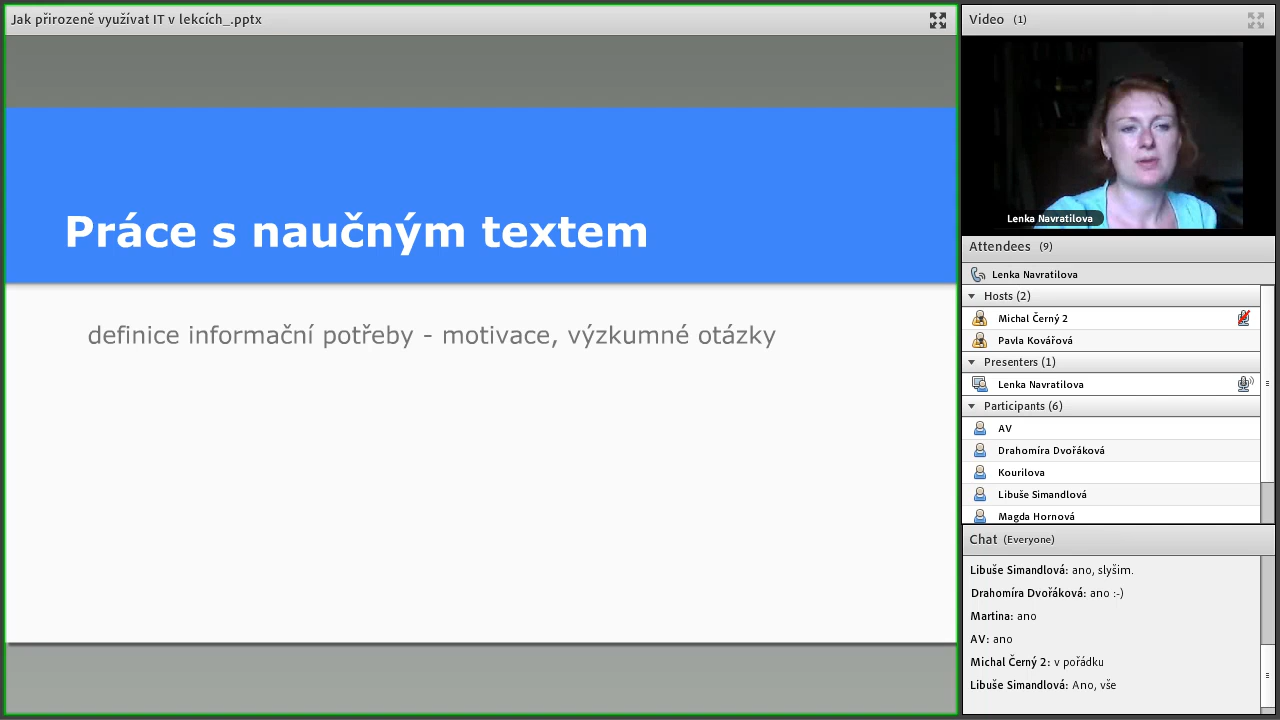 Jak přirozeně využívat IT v lekcích_.pptx
Práce s naučným textem
definice informační potřeby - motivace, výzkumné otázky
Video (1)
Lenka Navratilova
Attendees (9)
Lenka Navratilova
Hosts (2)
Michal Černý 2
Pavla Kovářová
Presenters (1)
Lenka Navratilova
Participants (6)
AV
Drahomíra Dvořáková
Kourilova
Libuše Simandlová
Magda Hornová
Chat (Everyone)
Libuše Simandlová: ano, slyšim.
Drahomíra Dvořáková: ano :-)
Martina: ano
AV: ano
Michal Černý 2: v pořádku
Libuše Simandlová: Ano, vše